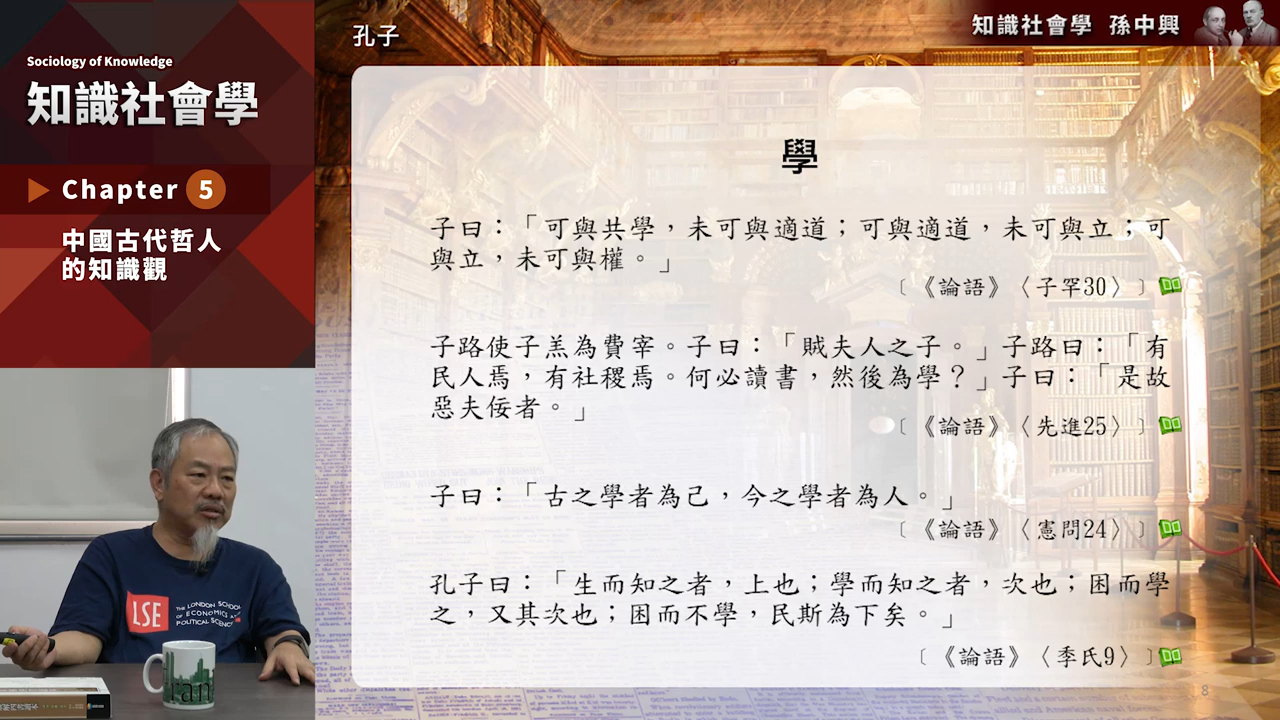 Sociology of Knowledge
知識社會學
Chapter 5
中國古代哲人
的知識觀
孔子
知識社會學 孫中興
學
子曰：「可與共學，未可與適道；可與適道，未可與立；可
與立，未可與權。」
〔《論語》〈子罕30〉〕
子路使子羔為費宰。子曰：「賊夫人之子。」子路曰：「有
民人焉，有社稷焉。何必讀書，然後為學？」子曰：「是故
惡夫佞者。」
〔《論語》〈先進25〉〕
子曰：「古之學者為己，今之學者為人。」
〔《論語》〈憲問24〉〕
孔子曰：「生而知之者，上也；學而知之者，次也；困而學
之，又其次也；困而不學，民斯為下矣。」
〔《論語》〈季氏9〉〕
8
LSE
THE LONDON SCHOOL
OF ECONOMICS AND
POLITICAL SCIENCE